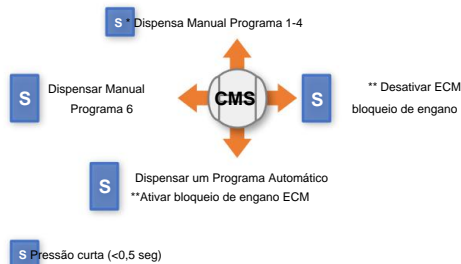 S * Dispensa Manual Programa 1-4
S Dispensar Manual
Programa 6
CMS
S ** Desativar ECM
bloqueio de engano
S Dispensar um Programa Automático
**Ativar bloqueio de engano ECM
S Pressão curta (<0,5 seg)